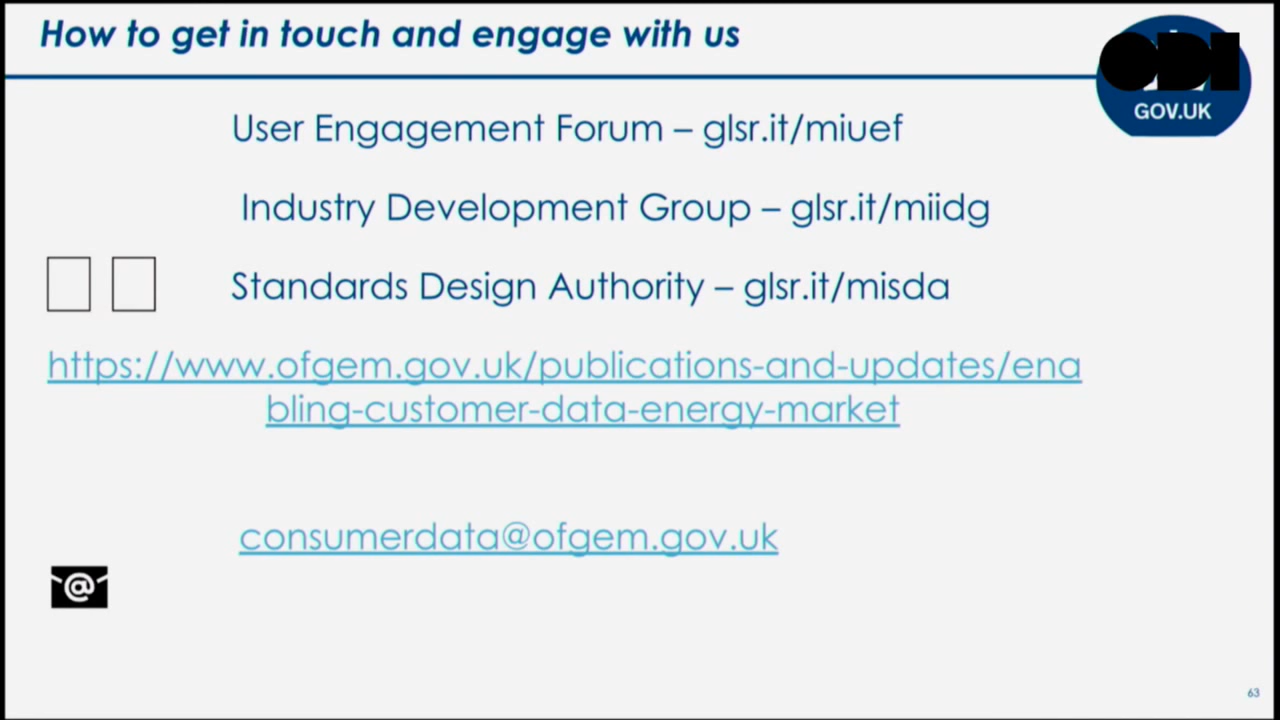 How to get in touch and engage with us
ODI
GOV.UK
User Engagement Forum – glsr.it/miuef
Industry Development Group – glsr.it/miidg
Standards Design Authority – glsr.it/misda
https://www.ofgem.gov.uk/publications-and-updates/ena
bling-customer-data-energy-market
consumerdata@ofgem.gov.uk
@
63